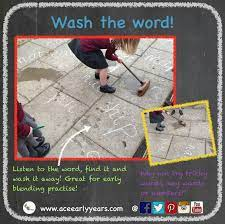 Wash the word!
Listen to the word, find it and
wash it away! Great for early
blending practise!
Why not try tricky
words, key words
or numbers?
www.aceearlyyears.com @
You